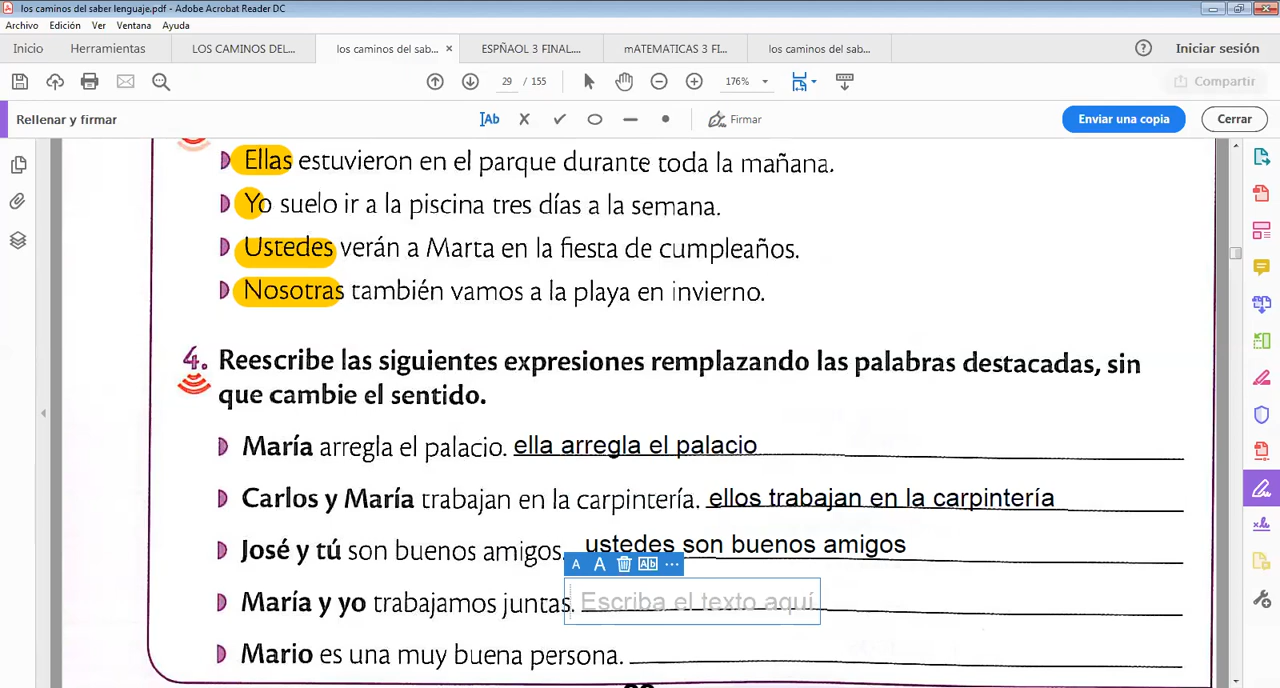 los caminos del saber lenguaje.pdf - Adobe Acrobat Reader DC
Archivo Edición Ver Ventana Ayuda
Inicio Herramientas LOS CAMINOS DEL... los caminos del sab... × ESPÑAOL 3 FINAL.... mATEMATICAS 3 FI... los caminos del sab... ? Iniciar sesión
29 / 155 176% Compartir
Rellenar y firmar Ab Firmar Enviar una copia Cerrar
Ellas estuvieron en el parque durante toda la mañana.
Yo suelo ir a la piscina tres días a la semana.
Ustedes verán a Marta en la fiesta de cumpleaños.
Nosotras también vamos a la playa en invierno.
4. Reescribe las siguientes expresiones remplazando las palabras destacadas, sin
que cambie el sentido.
María arregla el palacio. ella arregla el palacio
Carlos y María trabajan en la carpintería. ellos trabajan en la carpintería
José y tú son buenos amigos. ustedes son buenos amigos
A A Ab ...
María y yo trabajamos juntas. Escriba el texto aquí
Mario es una muy buena persona.